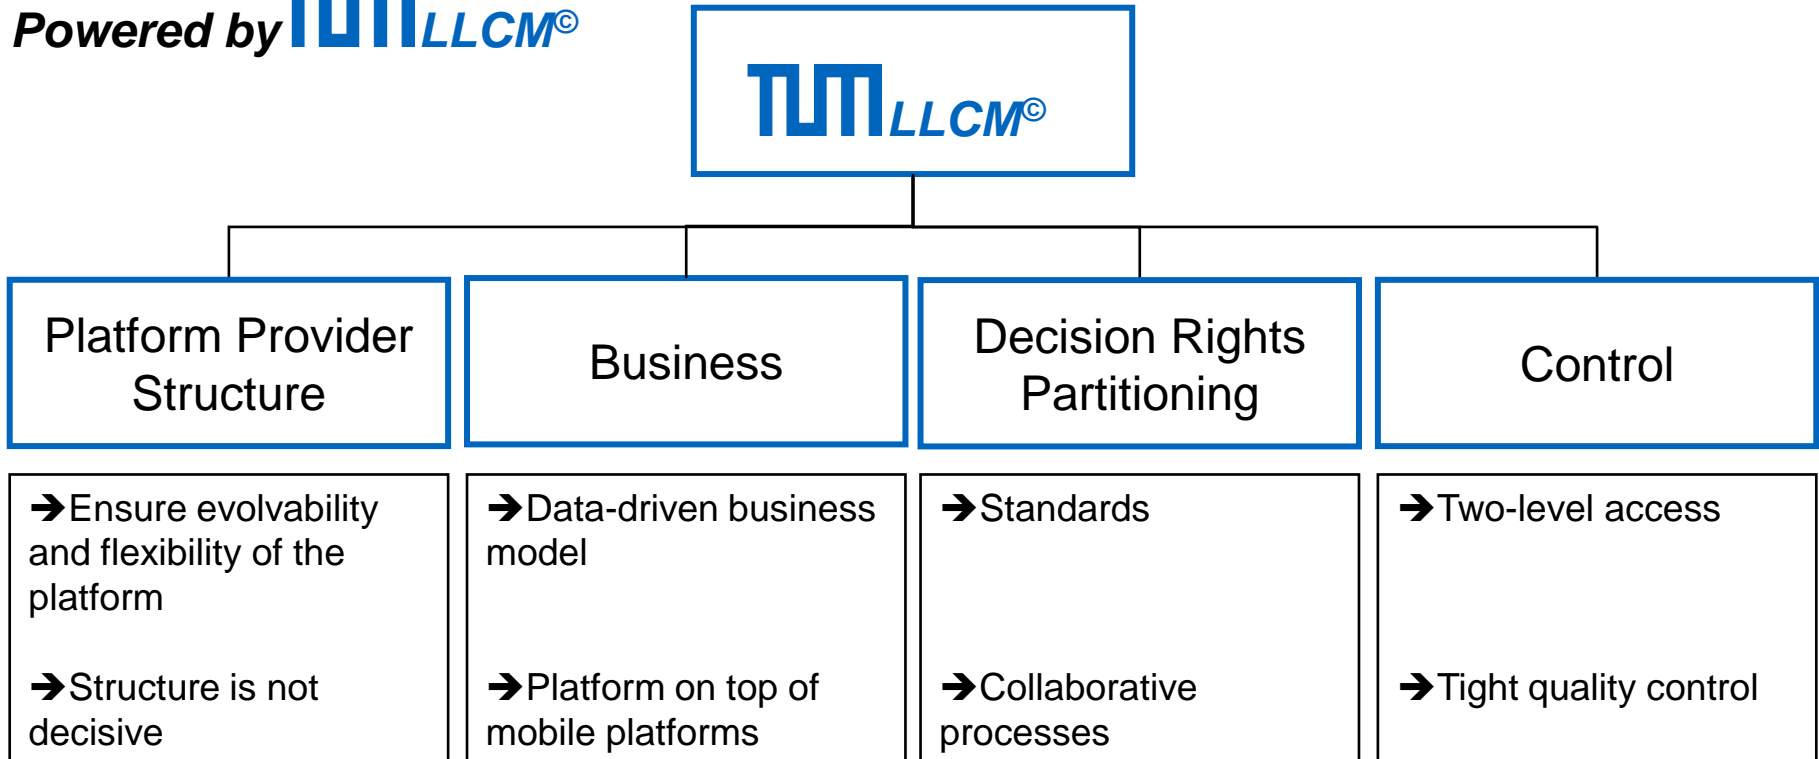 Powered by TUM LLCM©
TUM LLCM©
Platform Provider
Structure
Business
Decision Rights
Partitioning
Control
➔Ensure evolvability
and flexibility of the
platform
➔Structure is not
decisive
➔Data-driven business
model
➔Platform on top of
mobile platforms
➔Standards
➔Collaborative
processes
➔Two-level access
➔Tight quality control